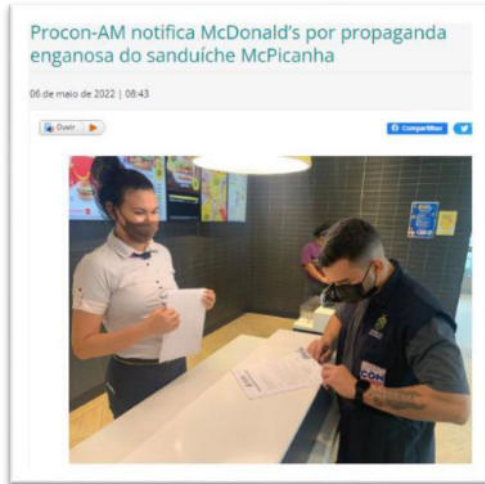 Procon-AM notifica McDonald's por propaganda
enganosa do sanduíche McPicanha
06 de maio de 2022 | 08:43
Ouvir
Compartilhar